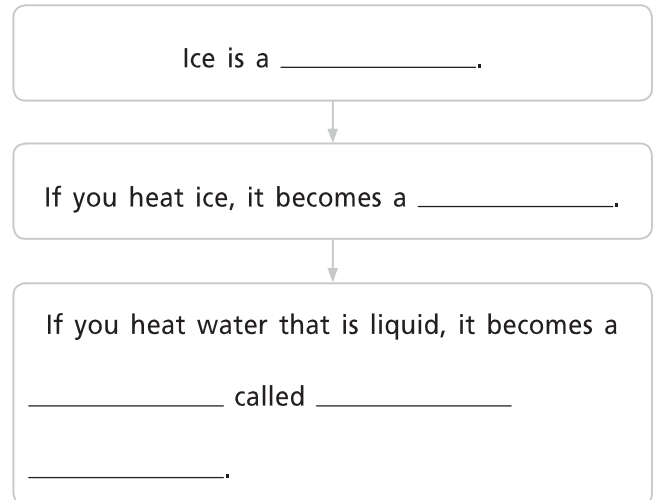 Ice is a ______________.
If you heat ice, it becomes a ______________.
If you heat water that is liquid, it becomes a
______________ called ______________
______________.